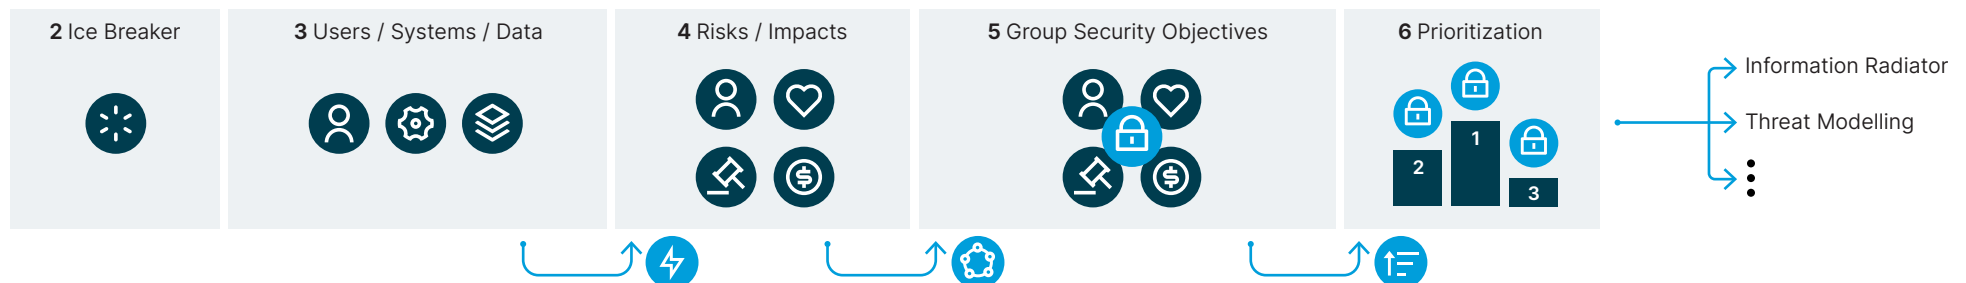 2 Ice Breaker
3 Users / Systems / Data
4 Risks / Impacts
5 Group Security Objectives
6 Prioritization
1
2
3
Information Radiator
Threat Modelling